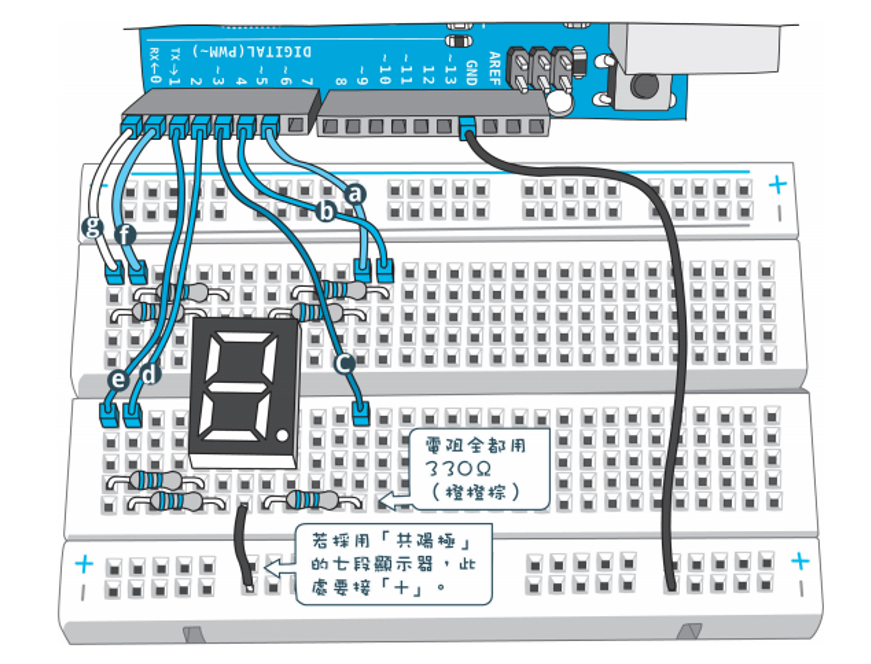 DIGITAL(PWM~)
RX←0
TX→1
2
~3
4
~5
~6
7
8
~9
~10
~11
12
~13
GND
AREF
a
b
g
f
c
e
d
+
−
電阻全都用
330Ω
（橙橙棕）
若採用「共陽極」
的七段顯示器，此
處要接「＋」。
+
−
+
−